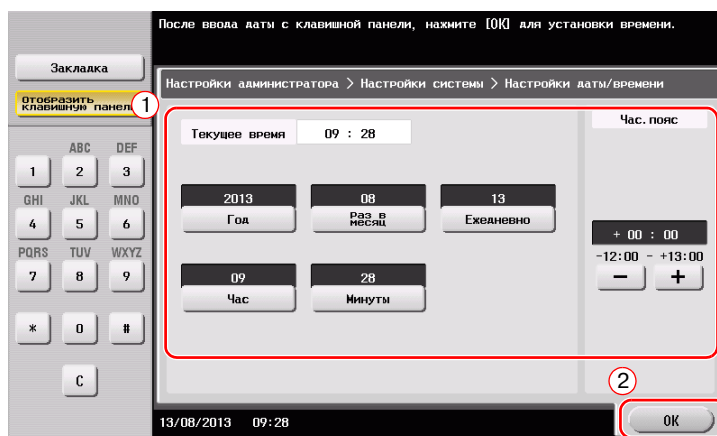 После ввода даты с клавишной панели, нажмите [OK] для установки времени.
Закладка
Отобразить
клавишную панель
1
Настройки администратора > Настройки системы > Настройки даты/времени
Текущее время 09 : 28
Час. пояс
ABC DEF
1 2 3
GHI JKL MNO
4 5 6
PQRS TUV WXYZ
7 8 9
* 0 #
C
2013 08 13
Год Раз в
месяц Ежедневно
09 28
Час Минуты
+ 00 : 00
-12:00 - +13:00
− +
2
13/08/2013 09:28
OK